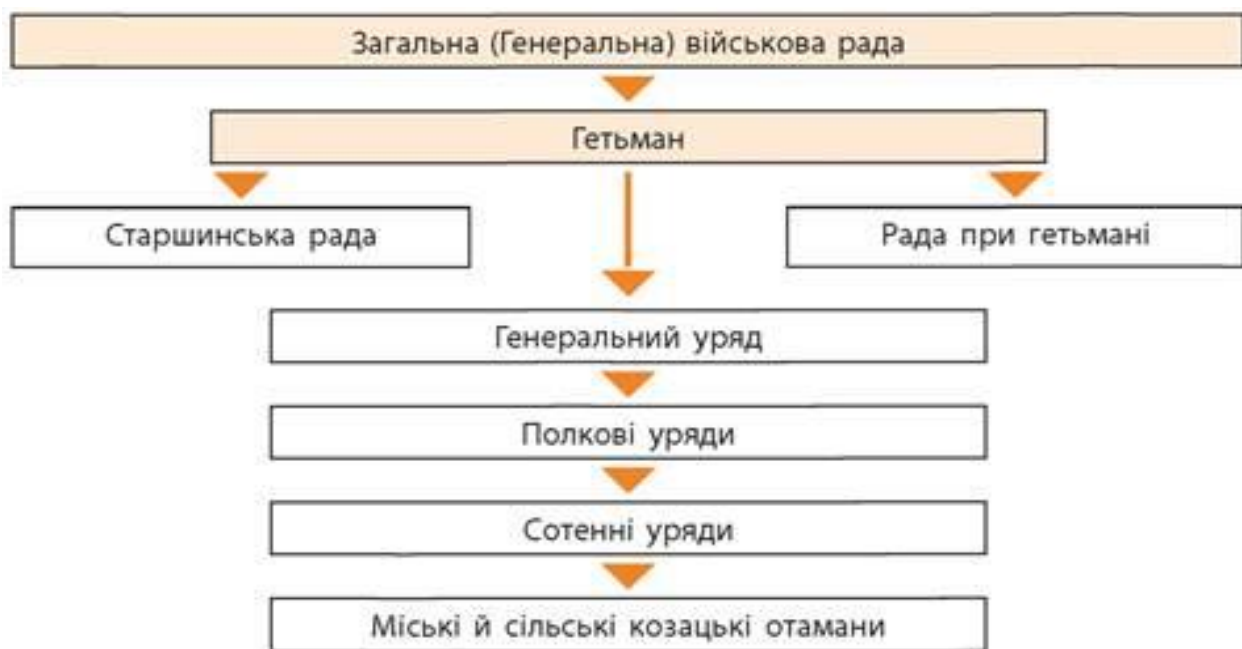 Загальна (Генеральна) військова рада
Гетьман
Старшинська рада
Рада при гетьмані
Генеральний уряд
Полкові уряди
Сотенні уряди
Міські й сільські козацькі отамани